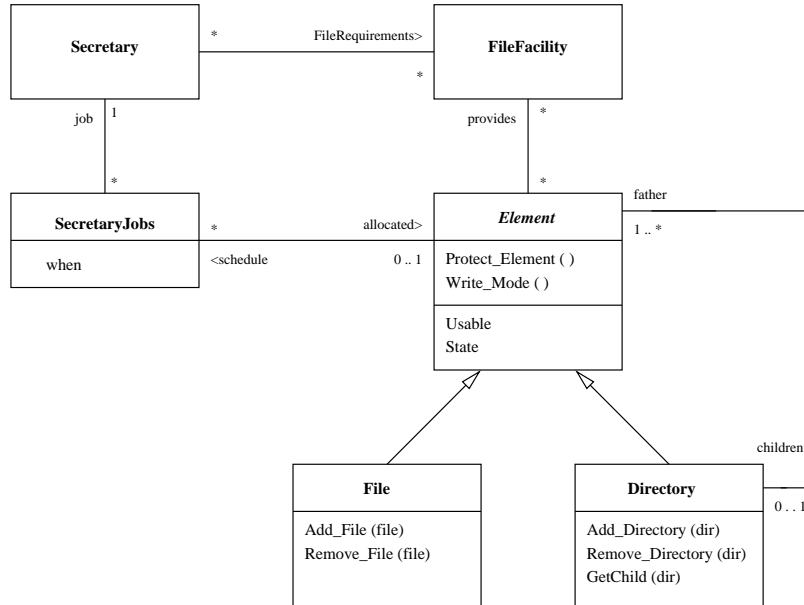 Secretary
*
FileRequirements>
*
FileFacility
job
1
*
provides
*
*
SecretaryJobs
when
*
<schedule
allocated>
0 .. 1
Element
Protect_Element ( )
Write_Mode ( )
Usable
State
father
1 .. *
File
Add_File (file)
Remove_File (file)
Directory
Add_Directory (dir)
Remove_Directory (dir)
GetChild (dir)
children
0 . . 1